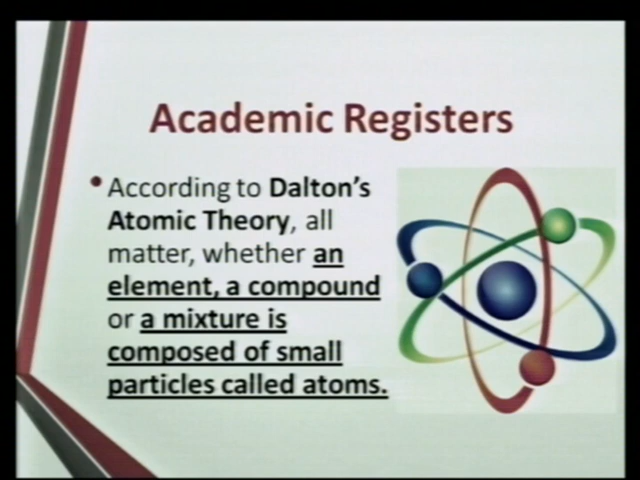 Academic Registers
• According to Dalton's
Atomic Theory, all
matter, whether an
element, a compound
or a mixture is
composed of small
particles called atoms.